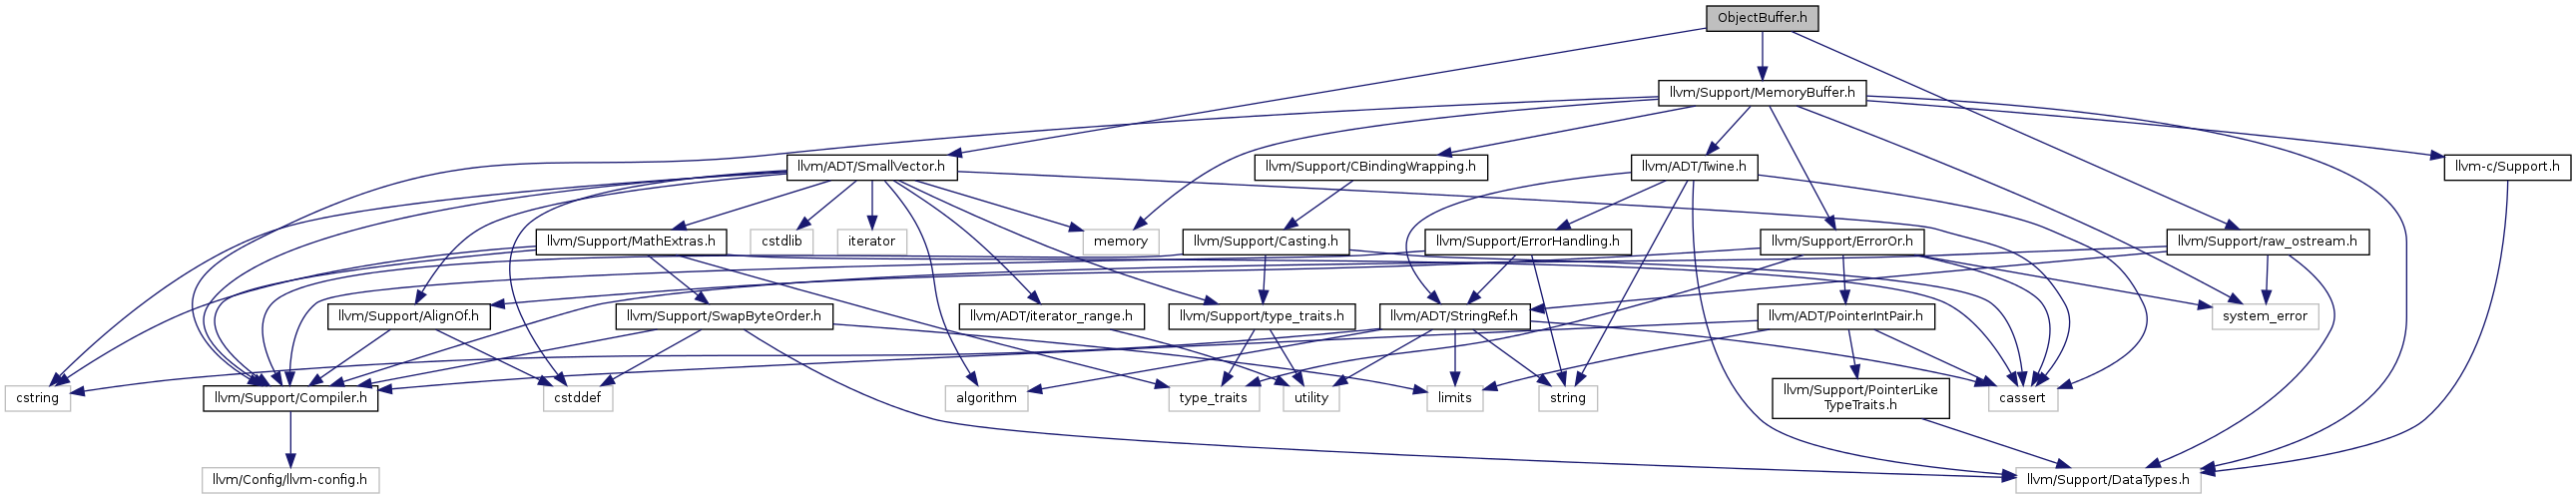 ObjectBuffer.h
llvm/Support/MemoryBuffer.h
llvm/ADT/SmallVector.h
llvm/Support/CBindingWrapping.h
llvm/ADT/Twine.h
llvm-c/Support.h
llvm/Support/MathExtras.h
cstdlib
iterator
memory
llvm/Support/Casting.h
llvm/Support/ErrorHandling.h
llvm/Support/ErrorOr.h
llvm/Support/raw_ostream.h
llvm/Support/AlignOf.h
llvm/Support/SwapByteOrder.h
llvm/ADT/iterator_range.h
llvm/Support/type_traits.h
llvm/ADT/StringRef.h
llvm/ADT/PointerIntPair.h
system_error
cstring
llvm/Support/Compiler.h
cstddef
algorithm
type_traits
utility
limits
string
llvm/Support/PointerLike
TypeTraits.h
cassert
llvm/Config/llvm-config.h
llvm/Support/DataTypes.h